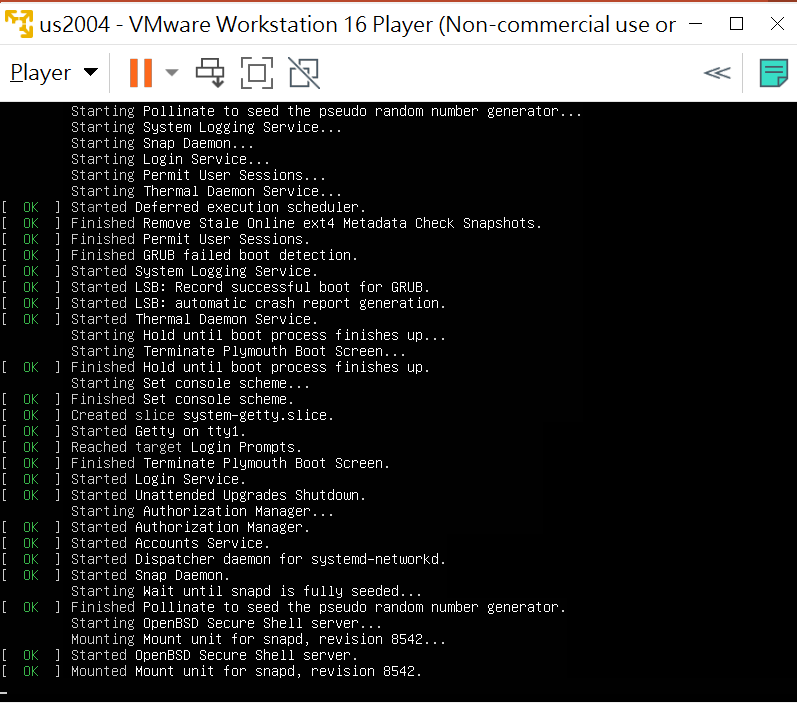 us2004 - VMware Workstation 16 Player (Non-commercial use or
Player
Starting Pollinate to seed the pseudo random number generator...
Starting System Logging Service...
Starting Snap Daemon...
Starting Login Service...
Starting Permit User Sessions...
Starting Thermal Daemon Service...
[  OK  ] Started Deferred execution scheduler.
[  OK  ] Finished Remove Stale Online ext4 Metadata Check Snapshots.
[  OK  ] Finished Permit User Sessions.
[  OK  ] Finished GRUB failed boot detection.
[  OK  ] Started System Logging Service.
[  OK  ] Started LSB: Record successful boot for GRUB.
[  OK  ] Started LSB: automatic crash report generation.
[  OK  ] Started Thermal Daemon Service.
Starting Hold until boot process finishes up...
Starting Terminate Plymouth Boot Screen...
[  OK  ] Finished Hold until boot process finishes up.
Starting Set console scheme...
[  OK  ] Finished Set console scheme.
[  OK  ] Created slice system-getty.slice.
[  OK  ] Started Getty on tty1.
[  OK  ] Reached target Login Prompts.
[  OK  ] Finished Terminate Plymouth Boot Screen.
[  OK  ] Started Login Service.
[  OK  ] Started Unattended Upgrades Shutdown.
Starting Authorization Manager...
[  OK  ] Started Authorization Manager.
[  OK  ] Started Accounts Service.
[  OK  ] Started Dispatcher daemon for systemd-networkd.
[  OK  ] Started Snap Daemon.
Starting Wait until snapd is fully seeded...
[  OK  ] Finished Pollinate to seed the pseudo random number generator.
Starting OpenBSD Secure Shell server...
Mounting Mount unit for snapd, revision 8542...
[  OK  ] Started OpenBSD Secure Shell server.
[  OK  ] Mounted Mount unit for snapd, revision 8542.